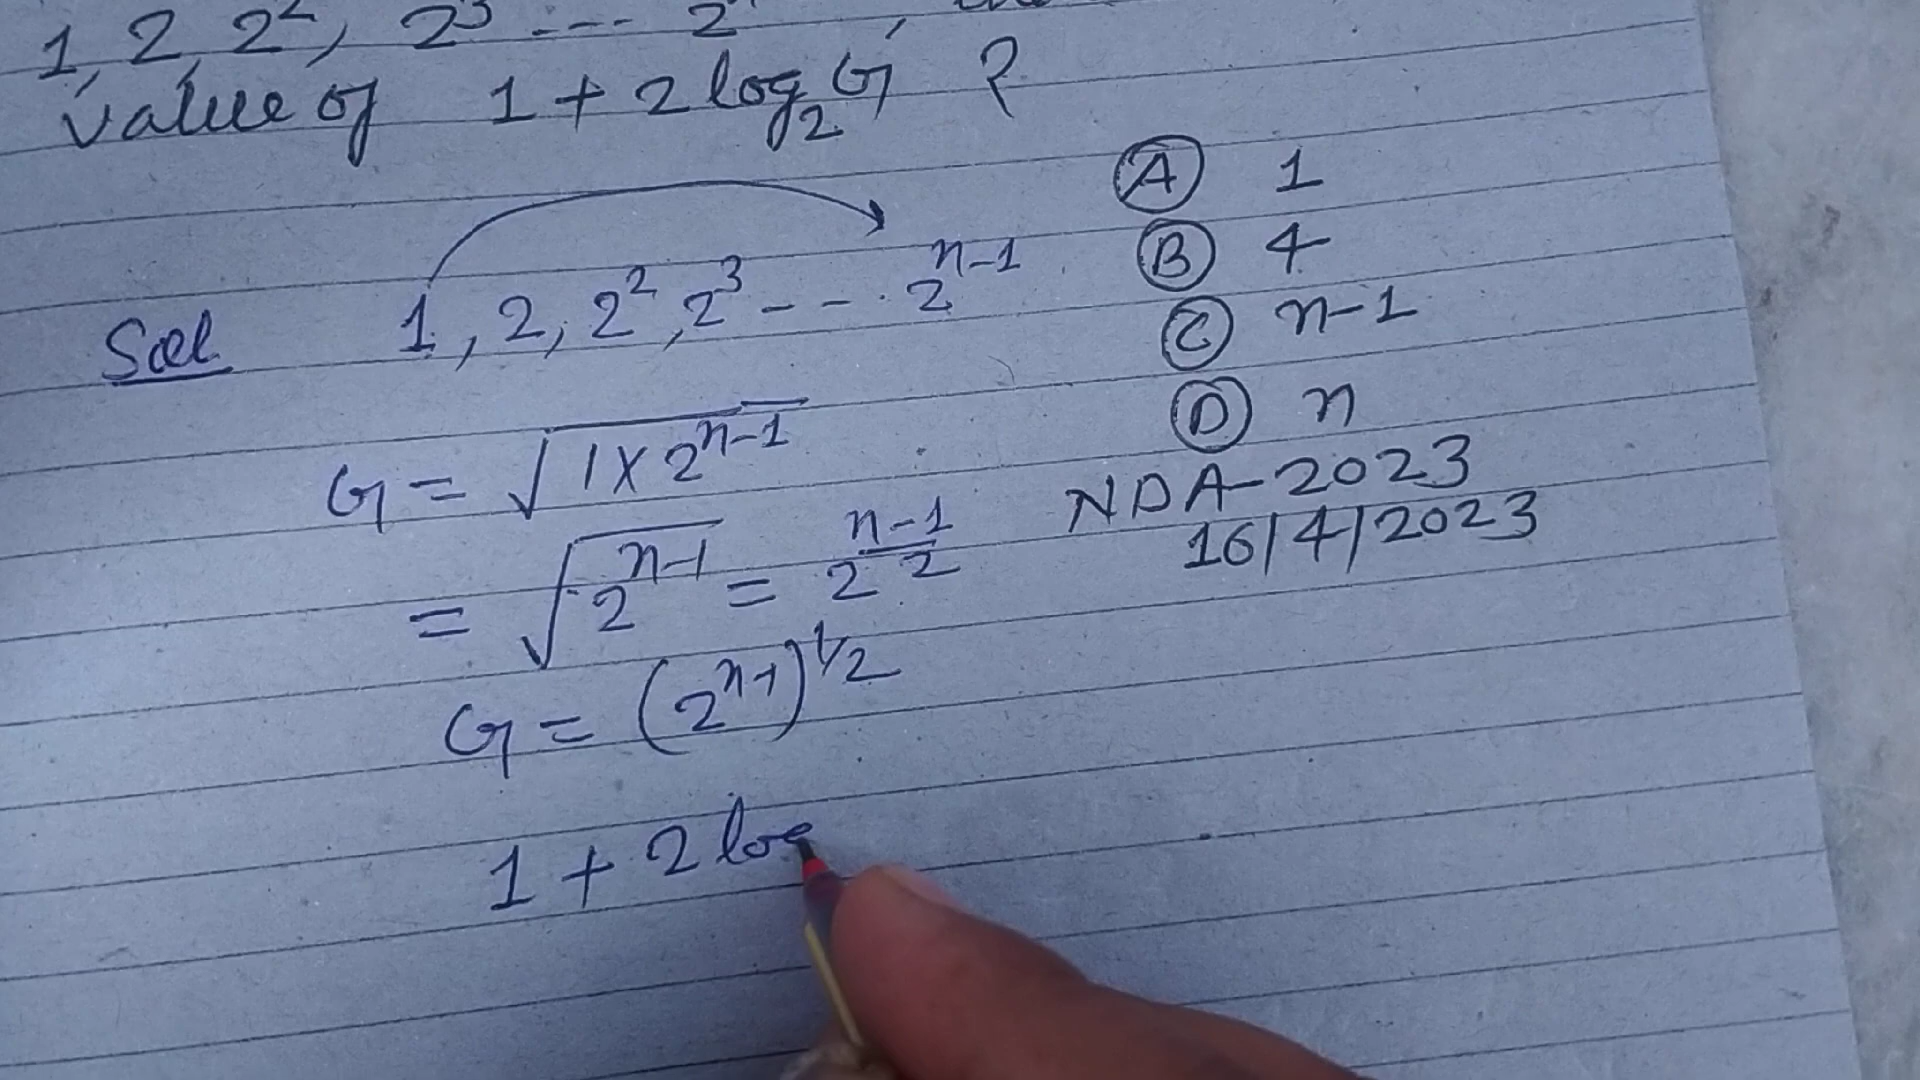 1, 2, 2², 2³ --- 2
value of 1 + 2 log₂G ?
Ⓐ 1
Ⓑ 4
Ⓒ n-1
Ⓓ n
NDA-2023
16/4/2023
Sol 1, 2, 2², 2³ - - . 2ⁿ⁻¹
G = √(1×2ⁿ⁻¹)
= √(2ⁿ⁻¹) = 2^((n-1)/2)
G = (2ⁿ⁻¹)^(1/2)
1 + 2 log